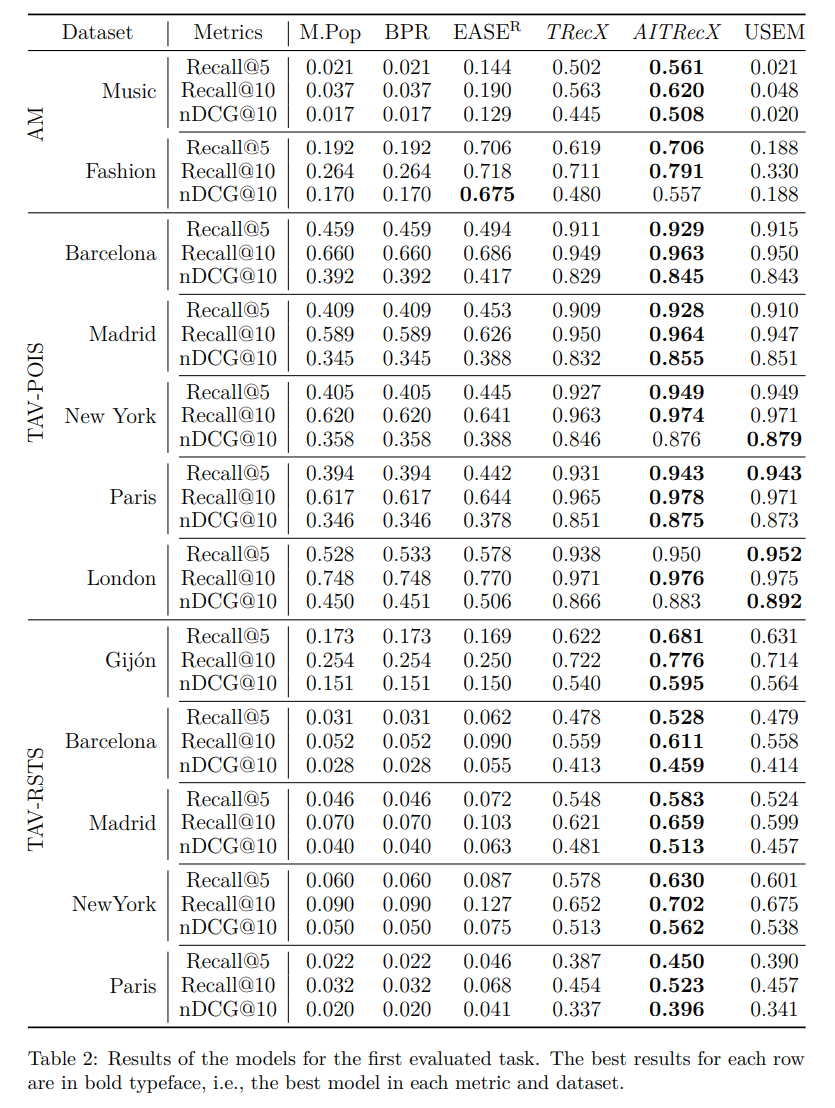 Dataset Metrics M.Pop BPR EASE^R TRecX AITRecX USEM
AM
Music
Recall@5 0.021 0.021 0.144 0.502 0.561 0.021
Recall@10 0.037 0.037 0.190 0.563 0.620 0.048
nDCG@10 0.017 0.017 0.129 0.445 0.508 0.020
Fashion
Recall@5 0.192 0.192 0.706 0.619 0.706 0.188
Recall@10 0.264 0.264 0.718 0.711 0.791 0.330
nDCG@10 0.170 0.170 0.675 0.480 0.557 0.188
TAV-POIS
Barcelona
Recall@5 0.459 0.459 0.494 0.911 0.929 0.915
Recall@10 0.660 0.660 0.686 0.949 0.963 0.950
nDCG@10 0.392 0.392 0.417 0.829 0.845 0.843
Madrid
Recall@5 0.409 0.409 0.453 0.909 0.928 0.910
Recall@10 0.589 0.589 0.626 0.950 0.964 0.947
nDCG@10 0.345 0.345 0.388 0.832 0.855 0.851
New York
Recall@5 0.405 0.405 0.445 0.927 0.949 0.949
Recall@10 0.620 0.620 0.641 0.963 0.974 0.971
nDCG@10 0.358 0.358 0.388 0.846 0.876 0.879
Paris
Recall@5 0.394 0.394 0.442 0.931 0.943 0.943
Recall@10 0.617 0.617 0.644 0.965 0.978 0.971
nDCG@10 0.346 0.346 0.378 0.851 0.875 0.873
London
Recall@5 0.528 0.533 0.578 0.938 0.950 0.952
Recall@10 0.748 0.748 0.770 0.971 0.976 0.975
nDCG@10 0.450 0.451 0.506 0.866 0.883 0.892
TAV-RSTS
Gijón
Recall@5 0.173 0.173 0.169 0.622 0.681 0.631
Recall@10 0.254 0.254 0.250 0.722 0.776 0.714
nDCG@10 0.151 0.151 0.150 0.540 0.595 0.564
Barcelona
Recall@5 0.031 0.031 0.062 0.478 0.528 0.479
Recall@10 0.052 0.052 0.090 0.559 0.611 0.558
nDCG@10 0.028 0.028 0.055 0.413 0.459 0.414
Madrid
Recall@5 0.046 0.046 0.072 0.548 0.583 0.524
Recall@10 0.070 0.070 0.103 0.621 0.659 0.599
nDCG@10 0.040 0.040 0.063 0.481 0.513 0.457
NewYork
Recall@5 0.060 0.060 0.087 0.578 0.630 0.601
Recall@10 0.090 0.090 0.127 0.652 0.702 0.675
nDCG@10 0.050 0.050 0.075 0.513 0.562 0.538
Paris
Recall@5 0.022 0.022 0.046 0.387 0.450 0.390
Recall@10 0.032 0.032 0.068 0.454 0.523 0.457
nDCG@10 0.020 0.020 0.041 0.337 0.396 0.341
Table 2: Results of the models for the first evaluated task. The best results for each row
are in bold typeface, i.e., the best model in each metric and dataset.